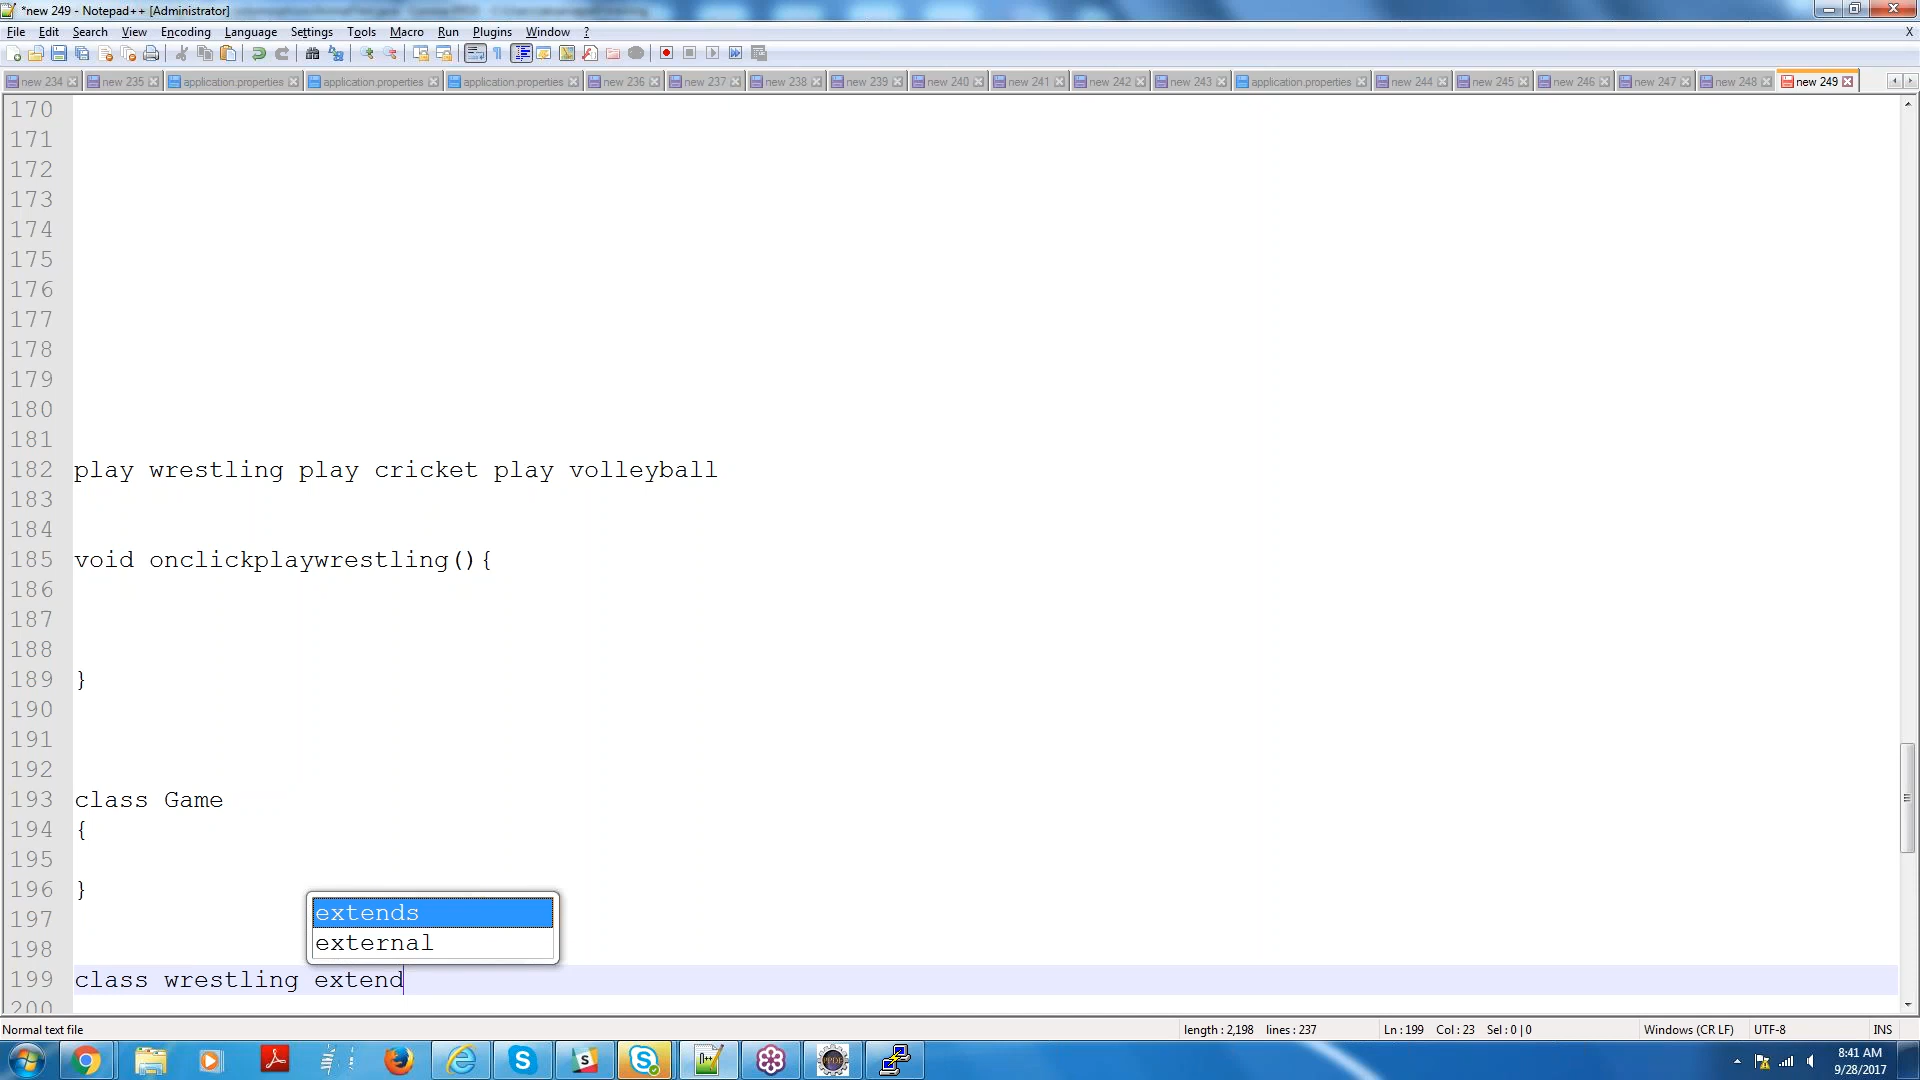 *new 249 - Notepad++ [Administrator]
File Edit Search View Encoding Language Settings Tools Macro Run Plugins Window ? X
new 234 new 235 application.properties application.properties application.properties new 236 new 237 new 238 new 239 new 240 new 241 new 242 new 243 application.properties new 244 new 245 new 246 new 247 new 248 new 249
170
171
172
173
174
175
176
177
178
179
180
181
182 play wrestling play cricket play volleyball
183
184
185 void onclickplaywrestling(){
186
187
188
189 }
190
191
192
193 class Game
194 {
195
196 }
197
extends
external
198
199 class wrestling extend
200
Normal text file length : 2,198 lines : 237 Ln : 199 Col : 23 Sel : 0 | 0 Windows (CR LF) UTF-8 INS
8:41 AM
9/28/2017